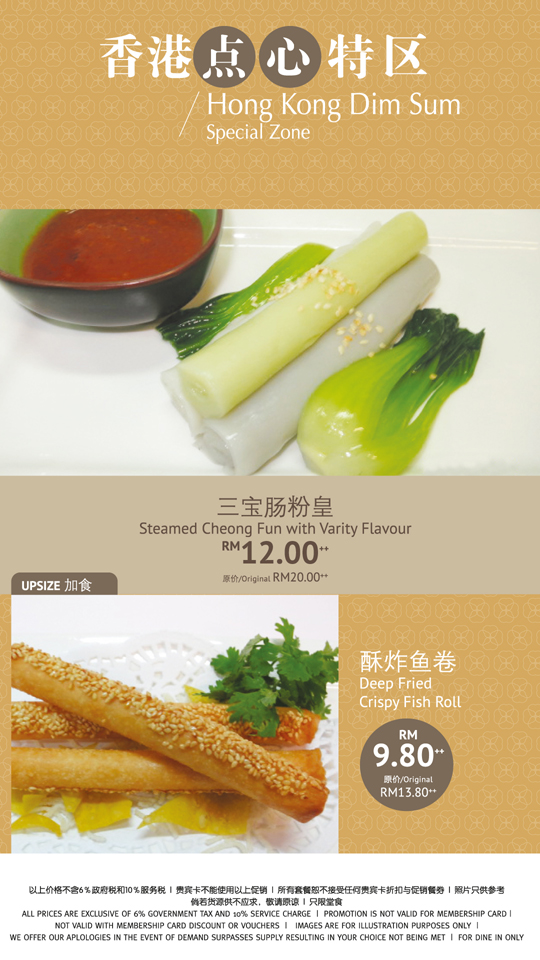 香港点心特区
Hong Kong Dim Sum
Special Zone
三宝肠粉皇
Steamed Cheong Fun with Varity Flavour
RM12.00++
原价/Original RM20.00++
UPSIZE 加食
酥炸鱼卷
Deep Fried
Crispy Fish Roll
RM
9.80++
原价/Original
RM13.80++
以上价格不含6%政府税和10%服务税 | 贵宾卡不能使用以上促销 | 所有套餐恕不接受任何贵宾卡折扣与促销餐券 | 照片只供参考
倘若货源供不应求，敬请原谅 | 只限堂食
ALL PRICES ARE EXCLUSIVE OF 6% GOVERNMENT TAX AND 10% SERVICE CHARGE | PROMOTION IS NOT VALID FOR MEMBERSHIP CARD |
NOT VALID WITH MEMBERSHIP CARD DISCOUNT OR VOUCHERS | IMAGES ARE FOR ILLUSTRATION PURPOSES ONLY |
WE OFFER OUR APLOLOGIES IN THE EVENT OF DEMAND SURPASSES SUPPLY RESULTING IN YOUR CHOICE NOT BEING MET | FOR DINE IN ONLY